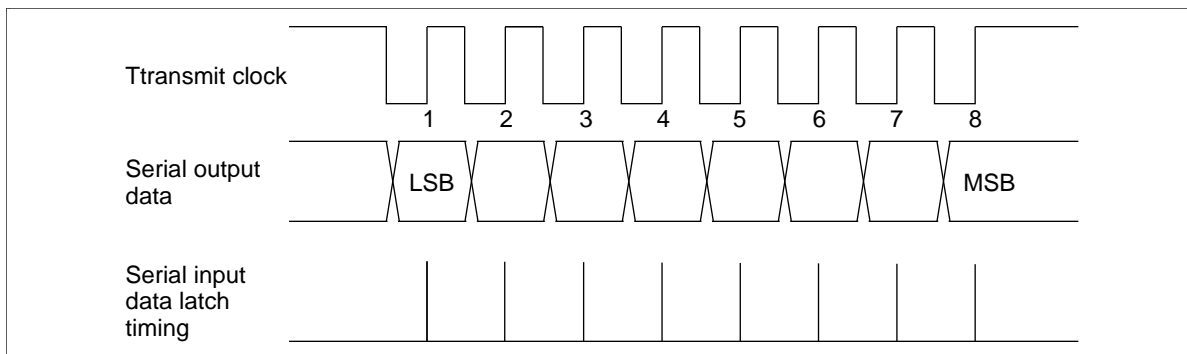 Ttransmit clock
1 2 3 4 5 6 7 8
Serial output
data
LSB
MSB
Serial input
data latch
timing